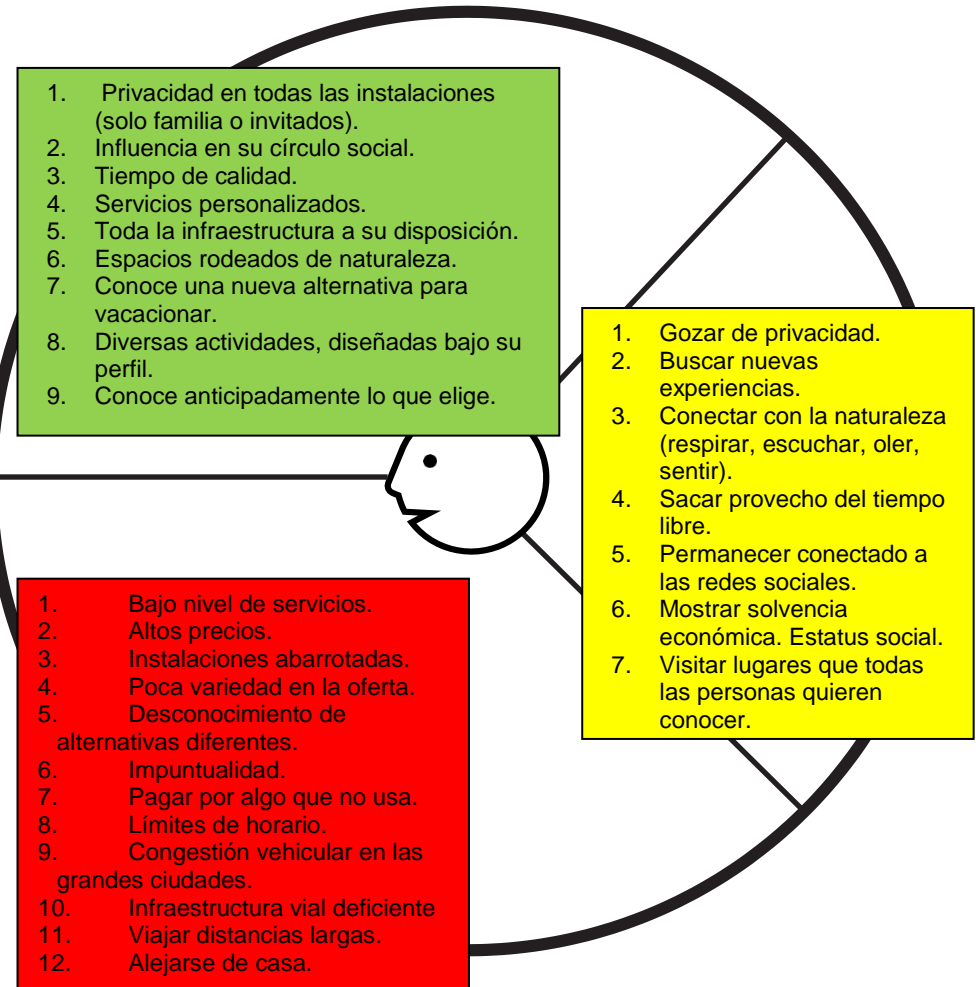 1. Privacidad en todas las instalaciones
(solo familia o invitados).
2. Influencia en su círculo social.
3. Tiempo de calidad.
4. Servicios personalizados.
5. Toda la infraestructura a su disposición.
6. Espacios rodeados de naturaleza.
7. Conoce una nueva alternativa para
vacacionar.
8. Diversas actividades, diseñadas bajo su
perfil.
9. Conoce anticipadamente lo que elige.
1. Gozar de privacidad.
2. Buscar nuevas
experiencias.
3. Conectar con la naturaleza
(respirar, escuchar, oler,
sentir).
4. Sacar provecho del tiempo
libre.
5. Permanecer conectado a
las redes sociales.
6. Mostrar solvencia
económica. Estatus social.
7. Visitar lugares que todas
las personas quieren
conocer.
1. Bajo nivel de servicios.
2. Altos precios.
3. Instalaciones abarrotadas.
4. Poca variedad en la oferta.
5. Desconocimiento de
alternativas diferentes.
6. Impuntualidad.
7. Pagar por algo que no usa.
8. Límites de horario.
9. Congestión vehicular en las
grandes ciudades.
10. Infraestructura vial deficiente
11. Viajar distancias largas.
12. Alejarse de casa.